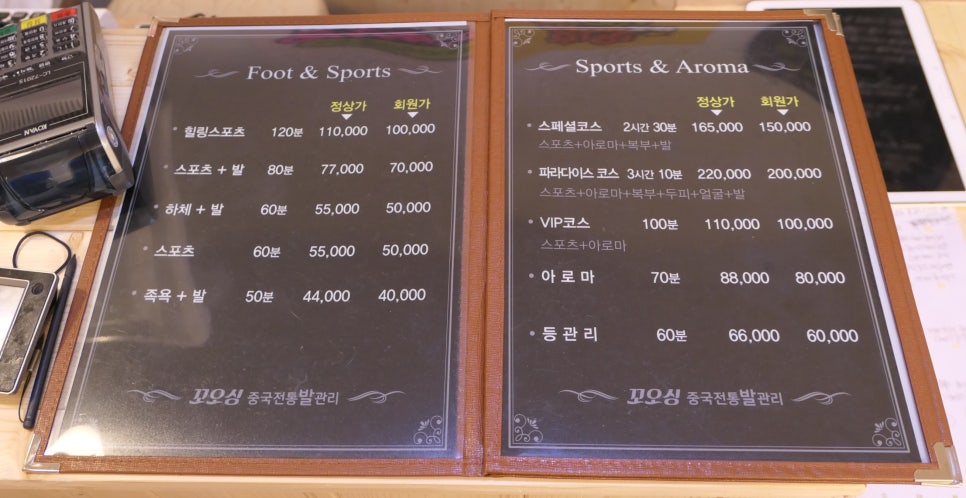 Foot & Sports
정상가 회원가
힐링스포츠 120분 110,000 100,000
스포츠 + 발 80분 77,000 70,000
하체 + 발 60분 55,000 50,000
스포츠 60분 55,000 50,000
족욕 + 발 50분 44,000 40,000
꼬오싱 중국전통발관리
Sports & Aroma
정상가 회원가
스페셜코스 2시간 30분 165,000 150,000
스포츠+아로마+복부+발
파라다이스 코스 3시간 10분 220,000 200,000
스포츠+아로마+복부+두피+얼굴+발
VIP코스 100분 110,000 100,000
스포츠+아로마
아로마 70분 88,000 80,000
등관리 60분 66,000 60,000
꼬오싱 중국전통발관리
KOVAN